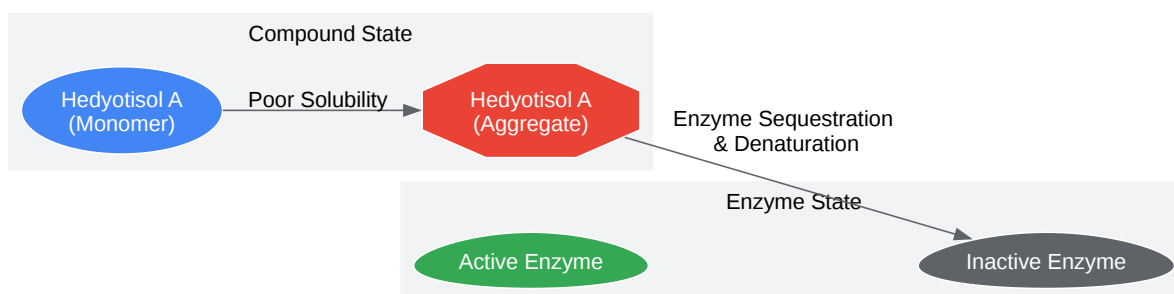 Compound State
Hedyotisol A
(Monomer)
Poor Solubility
Hedyotisol A
(Aggregate)
Enzyme Sequestration
& Denaturation
Enzyme State
Active Enzyme
Inactive Enzyme